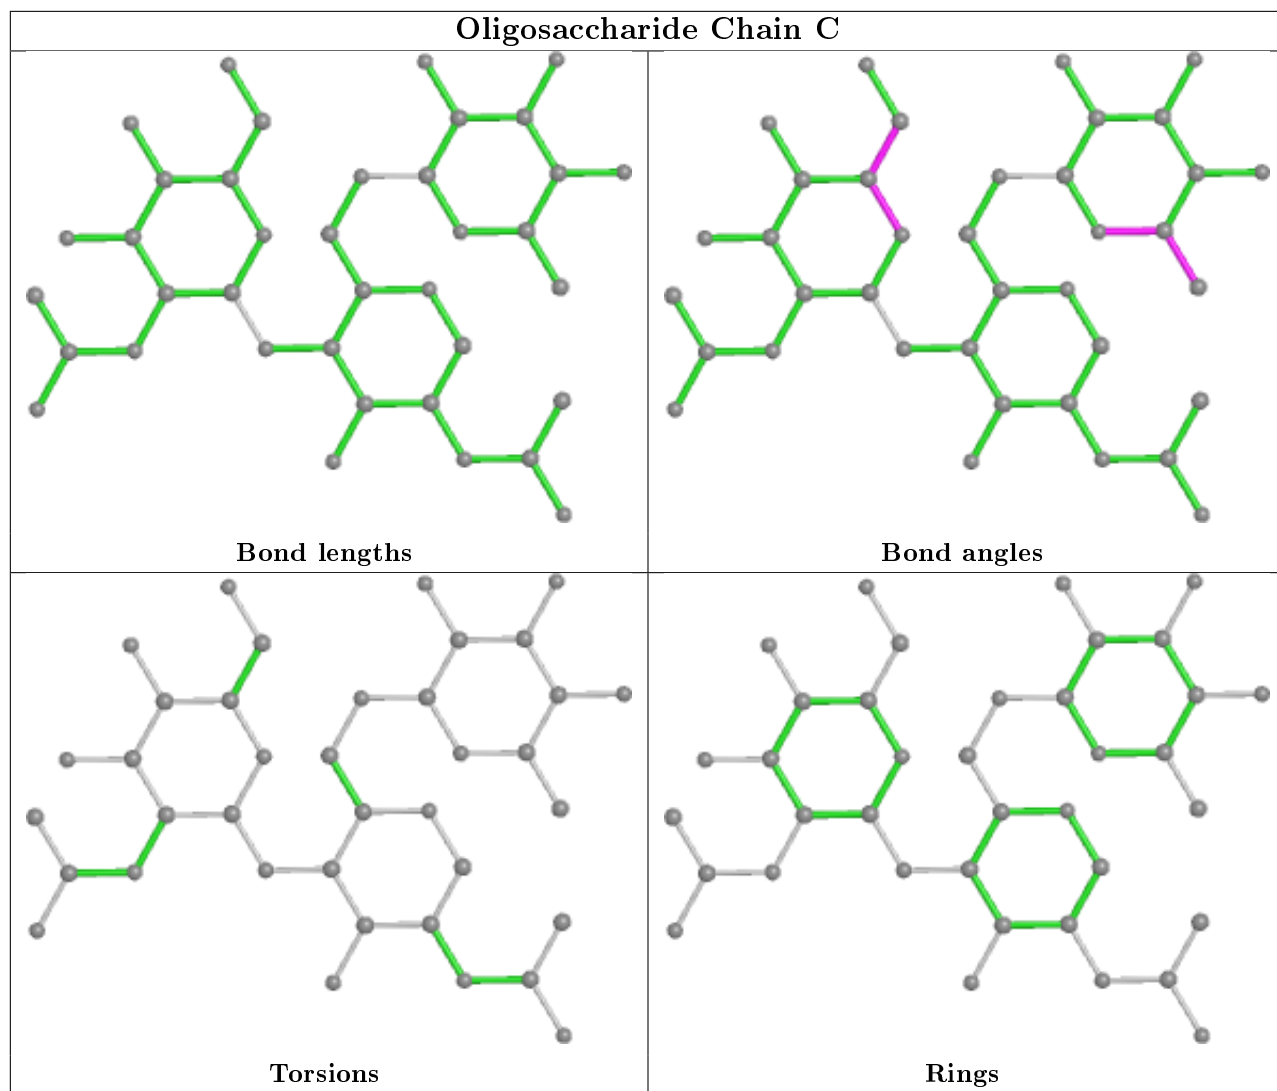 Oligosaccharide Chain C
Bond lengths
Bond angles
Torsions
Rings